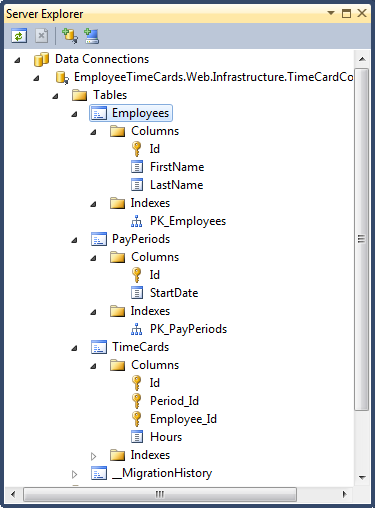 Server Explorer
Data Connections
EmployeeTimeCards.Web.Infrastructure.TimeCardCo
Tables
Employees
Columns
Id
FirstName
LastName
Indexes
PK_Employees
PayPeriods
Columns
Id
StartDate
Indexes
PK_PayPeriods
TimeCards
Columns
Id
Period_Id
Employee_Id
Hours
Indexes
__MigrationHistory